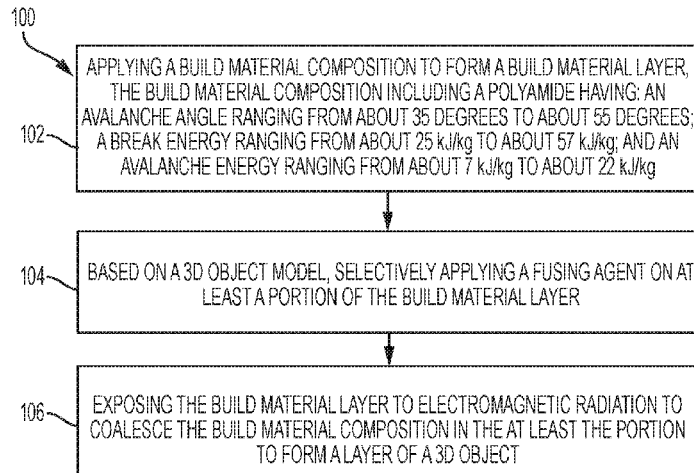 100
APPLYING A BUILD MATERIAL COMPOSITION TO FORM A BUILD MATERIAL LAYER,
THE BUILD MATERIAL COMPOSITION INCLUDING A POLYAMIDE HAVING: AN
AVALANCHE ANGLE RANGING FROM ABOUT 35 DEGREES TO ABOUT 55 DEGREES;
102
A BREAK ENERGY RANGING FROM ABOUT 25 kJ/kg TO ABOUT 57 kJ/kg; AND AN
AVALANCHE ENERGY RANGING FROM ABOUT 7 kJ/kg TO ABOUT 22 kJ/kg
104
BASED ON A 3D OBJECT MODEL, SELECTIVELY APPLYING A FUSING AGENT ON AT
LEAST A PORTION OF THE BUILD MATERIAL LAYER
106
EXPOSING THE BUILD MATERIAL LAYER TO ELECTROMAGNETIC RADIATION TO
COALESCE THE BUILD MATERIAL COMPOSITION IN THE AT LEAST THE PORTION
TO FORM A LAYER OF A 3D OBJECT